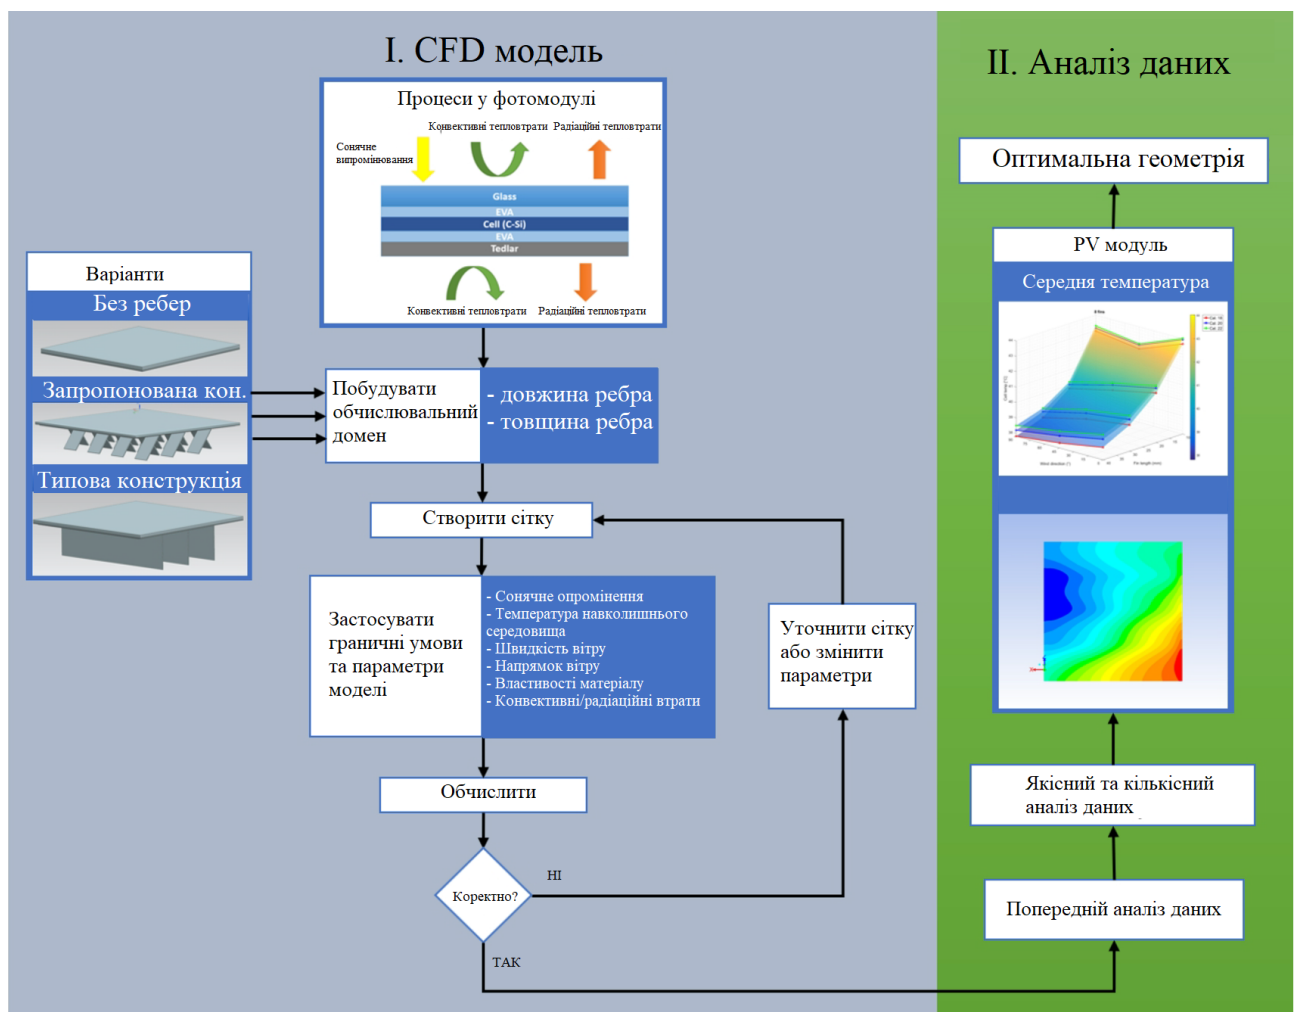 I. CFD модель
II. Аналіз даних
Процеси у фотомодулі
Конвективні тепловтрати
Радіаційні тепловтрати
Сонячне
випромінювання
Glass
EVA
Cell (C-Si)
EVA
Tedlar
Конвективні тепловтрати
Радіаційні тепловтрати
Варіанти
Без ребер
Запропонована кон.
Типова конструкція
Побудувати
обчислювальний
домен
- довжина ребра
- товщина ребра
Створити сітку
Застосувати
граничні умови
та параметри
моделі
- Сонячне опромінення
- Температура навколишнього
середовища
- Швидкість вітру
- Напрямок вітру
- Властивості матеріалу
- Конвективні/радіаційні втрати
Уточнити сітку
або змінити
параметри
Обчислити
Коректно?
НІ
ТАК
Оптимальна геометрія
PV модуль
Середня температура
Якісний та кількісний
аналіз даних
Попередній аналіз даних